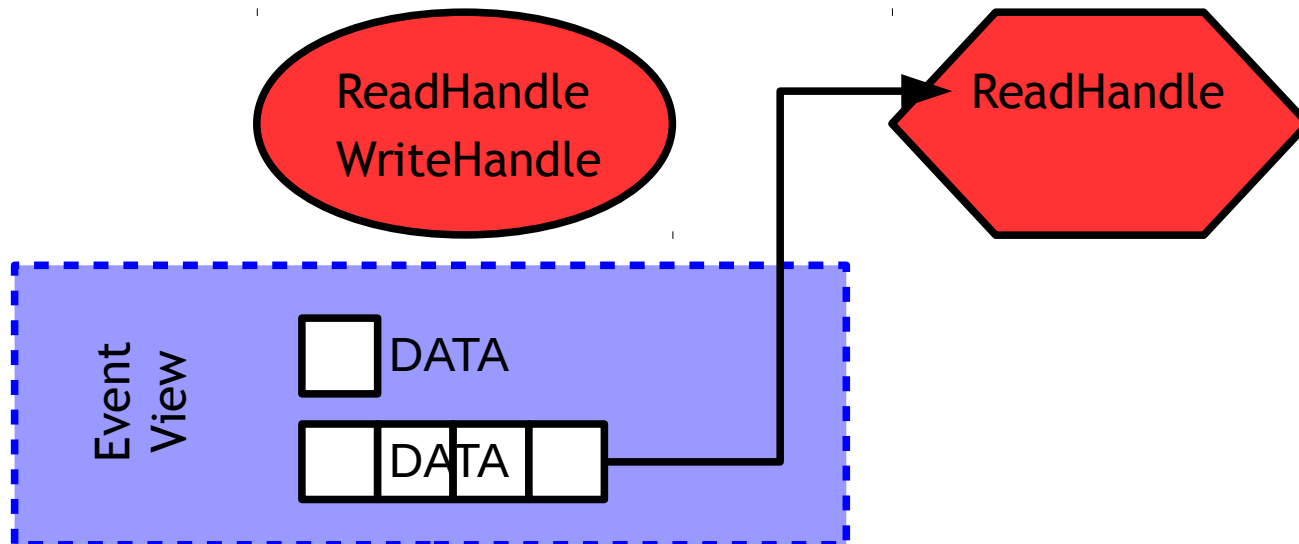 ReadHandle
WriteHandle
ReadHandle
Event
View
DATA
DATA